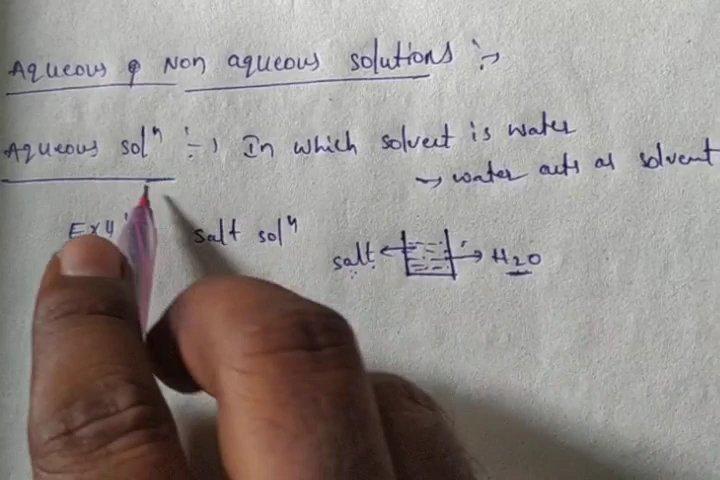 Aqueous & Non aqueous solutions :->
Aqueous solⁿ :-> In which solvent is water
→ water acts as solvent
salt solⁿ
salt ← → H2O